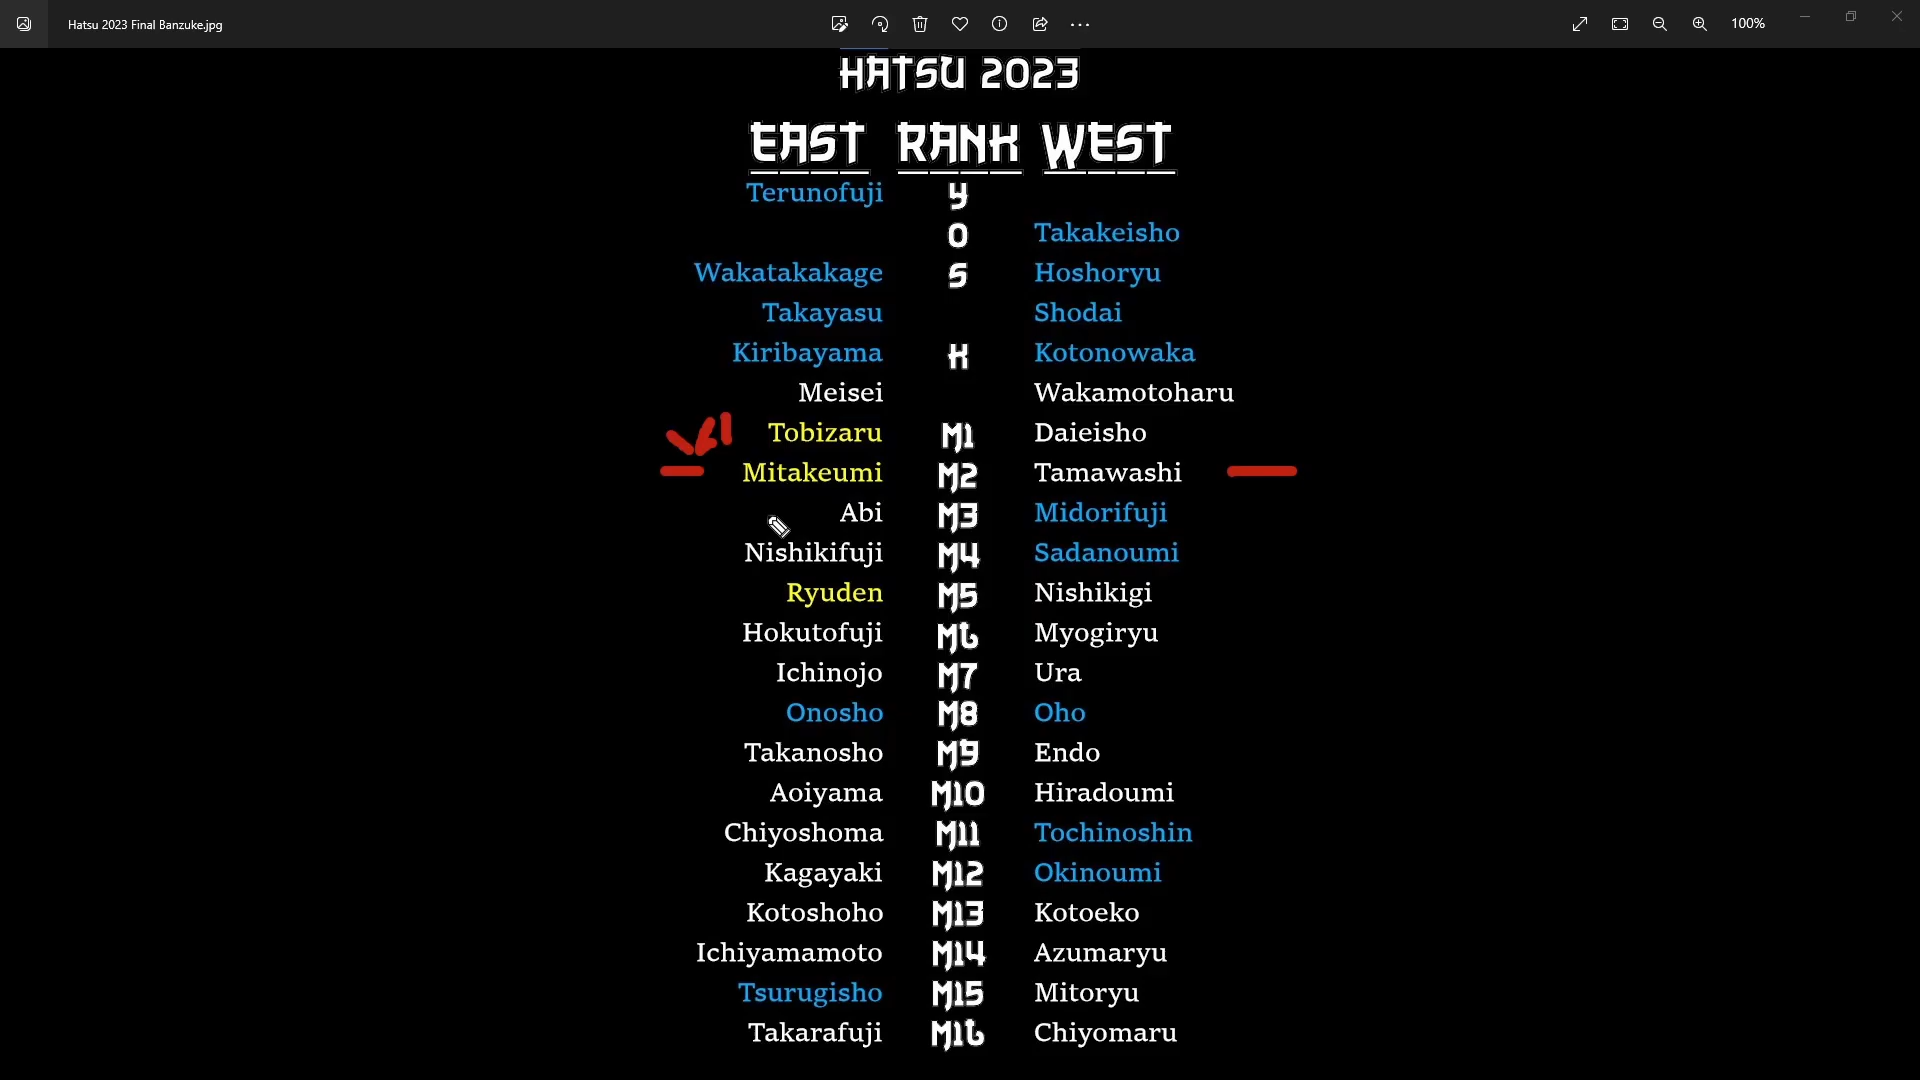 Hatsu 2023 Final Banzuke.jpg
100%
HATSU 2023
EAST RANK WEST
Terunofuji Y
O Takakeisho
Wakatakakage S Hoshoryu
Takayasu Shodai
Kiribayama K Kotonowaka
Meisei Wakamotoharu
Tobizaru M1 Daieisho
Mitakeumi M2 Tamawashi
Abi M3 Midorifuji
Nishikifuji M4 Sadanoumi
Ryuden M5 Nishikigi
Hokutofuji M6 Myogiryu
Ichinojo M7 Ura
Onosho M8 Oho
Takanosho M9 Endo
Aoiyama M10 Hiradoumi
Chiyoshoma M11 Tochinoshin
Kagayaki M12 Okinoumi
Kotoshoho M13 Kotoeko
Ichiyamamoto M14 Azumaryu
Tsurugisho M15 Mitoryu
Takarafuji M16 Chiyomaru